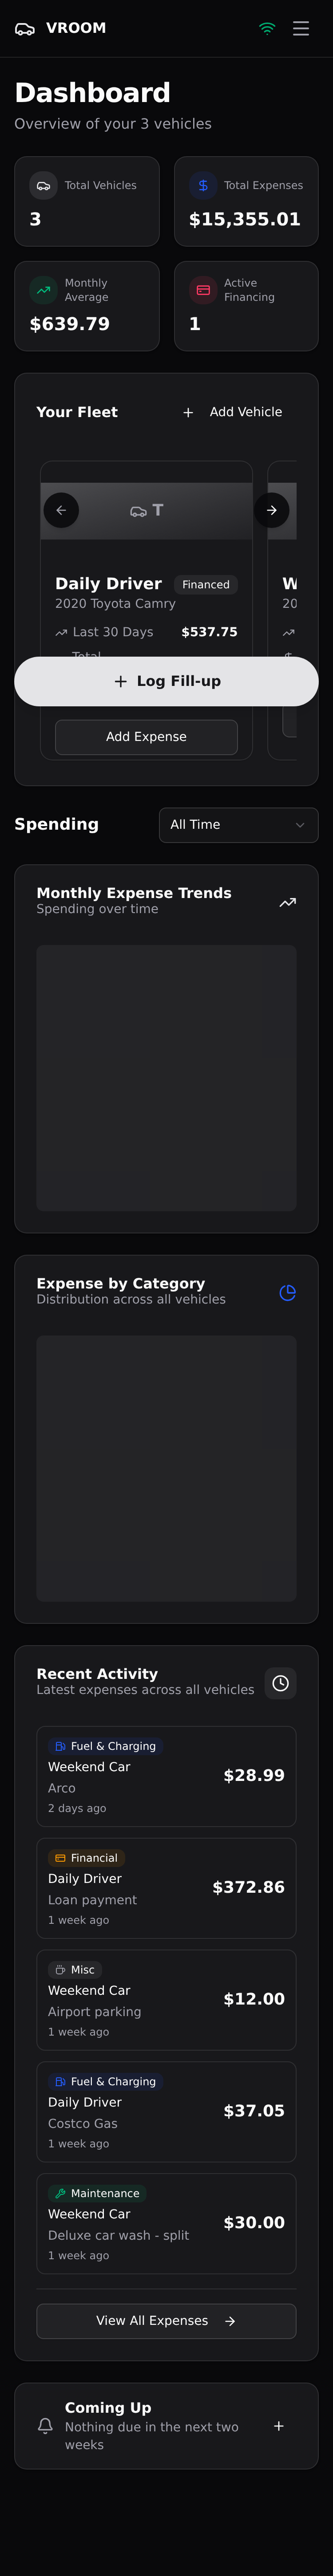 VROOM
Dashboard
Overview of your 3 vehicles
Total Vehicles
3
Total Expenses
$15,355.01
Monthly
Average
$639.79
Active
Financing
1
Your Fleet
Add Vehicle
T
Daily Driver
Financed
2020 Toyota Camry
Last 30 Days
$537.75
W
20
Log Fill-up
Add Expense
Spending
All Time
Monthly Expense Trends
Spending over time
Expense by Category
Distribution across all vehicles
Recent Activity
Latest expenses across all vehicles
Fuel & Charging
Weekend Car
Arco
2 days ago
$28.99
Financial
Daily Driver
Loan payment
1 week ago
$372.86
Misc
Weekend Car
Airport parking
1 week ago
$12.00
Fuel & Charging
Daily Driver
Costco Gas
1 week ago
$37.05
Maintenance
Weekend Car
Deluxe car wash - split
1 week ago
$30.00
View All Expenses
Coming Up
Nothing due in the next two
weeks